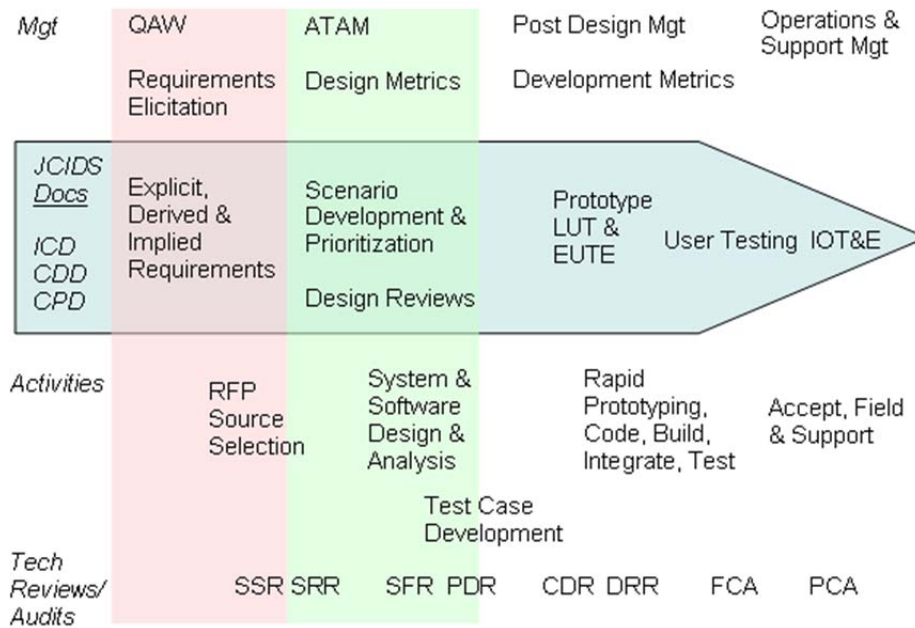 Mgt
QAW
ATAM
Post Design Mgt
Operations &
Support Mgt
Requirements
Elicitation
Design Metrics
Development Metrics
JCIDS
Docs
ICD
CDD
CPD
Explicit,
Derived &
Implied
Requirements
Scenario
Development &
Prioritization
Design Reviews
Prototype
LUT &
EUTE
User Testing
IOT&E
Activities
RFP
Source
Selection
System &
Software
Design &
Analysis
Rapid
Prototyping,
Code, Build,
Integrate, Test
Accept, Field
& Support
Test Case
Development
Tech
Reviews/
Audits
SSR
SRR
SFR
PDR
CDR
DRR
FCA
PCA